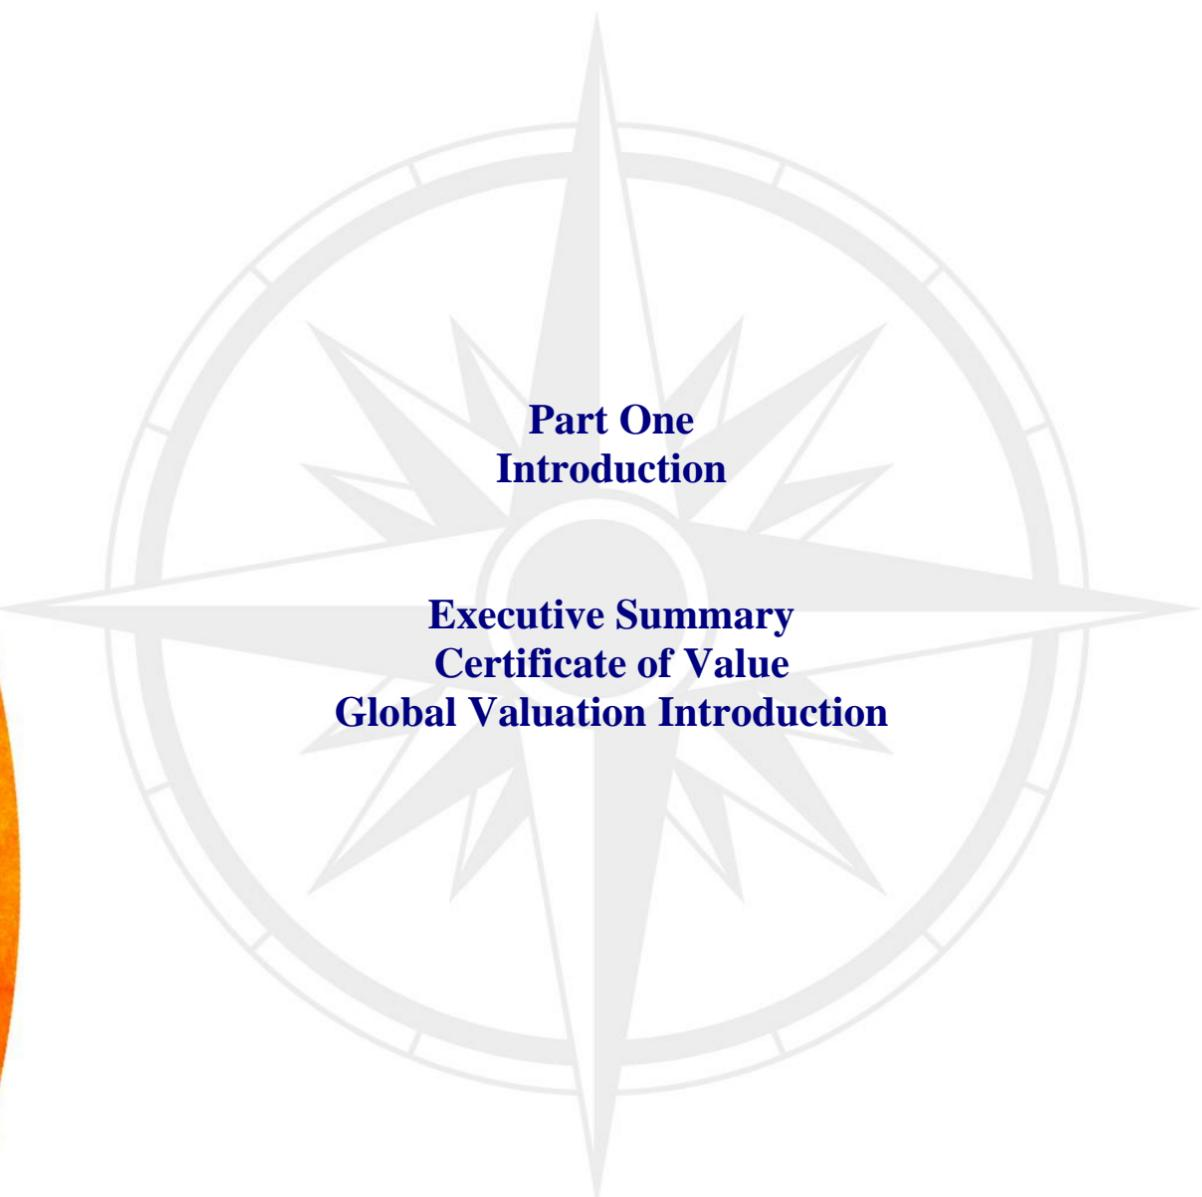 Part One
Introduction
Executive Summary
Certificate of Value
Global Valuation Introduction